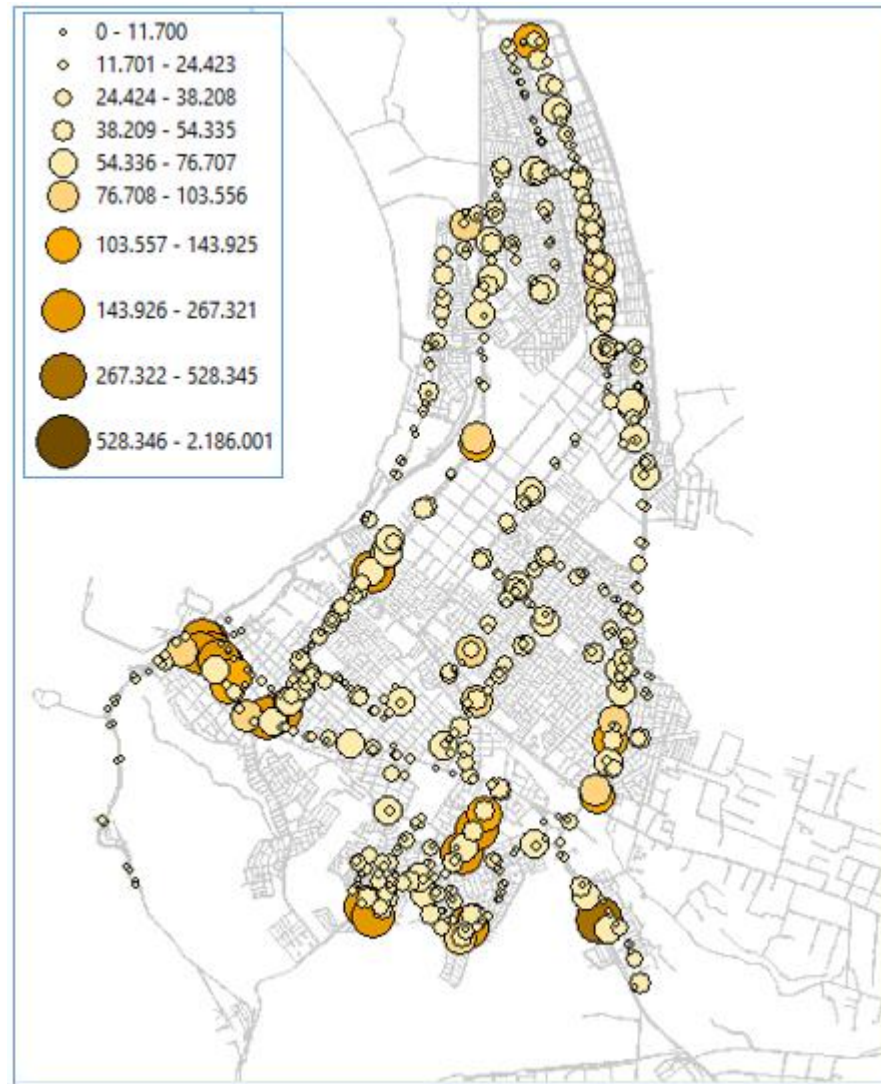 0 - 11.700
11.701 - 24.423
24.424 - 38.208
38.209 - 54.335
54.336 - 76.707
76.708 - 103.556
103.557 - 143.925
143.926 - 267.321
267.322 - 528.345
528.346 - 2.186.001